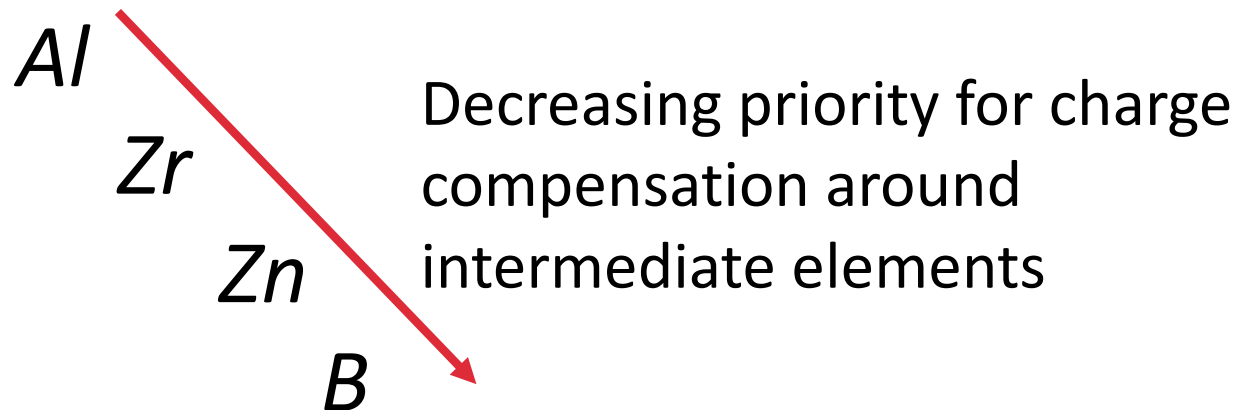 Al
Zr
Zn
B
Decreasing priority for charge
compensation around
intermediate elements